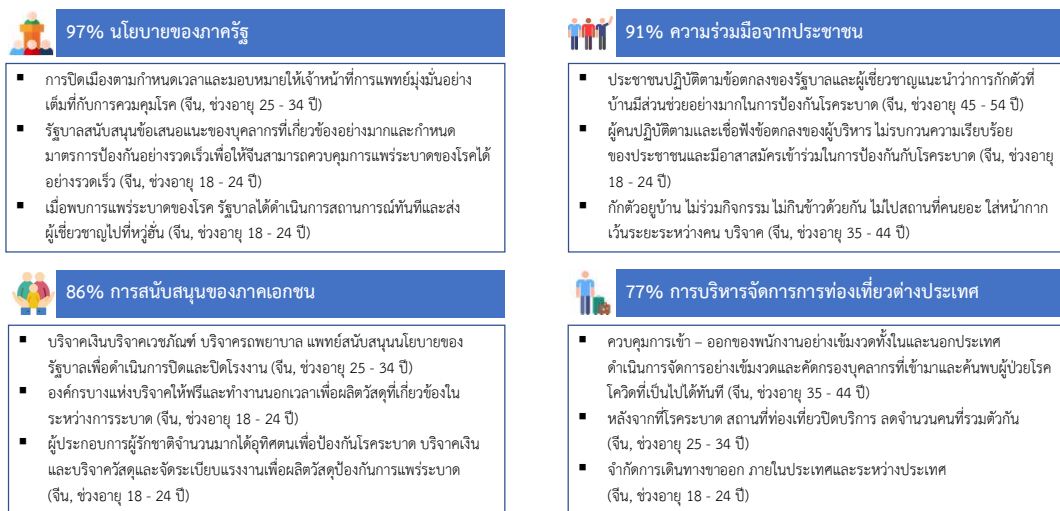 97% นโยบายของภาครัฐ
▪ การปิดเมืองตามกำหนดเวลาและมอบหมายให้เจ้าหน้าที่การแพทย์มุ่งมั่นอย่าง
เต็มที่กับการควมคุมโรค (จีน, ช่วงอายุ 25 - 34 ปี)
▪ รัฐบาลสนับสนุนข้อเสนอแนะของบุคลากรที่เกี่ยวข้องอย่างมากและกำหนด
มาตรการป้องกันอย่างรวดเร็วเพื่อให้จีนสามารถควบคุมการแพร่ระบาดของโรคได้
อย่างรวดเร็ว (จีน, ช่วงอายุ 18 - 24 ปี)
▪ เมื่อพบการแพร่ระบาดของโรค รัฐบาลได้ดำเนินการสถานการณ์ทันทีและส่ง
ผู้เชี่ยวชาญไปที่หวู่ฮั่น (จีน, ช่วงอายุ 18 - 24 ปี)
91% ความร่วมมือจากประชาชน
▪ ประชาชนปฏิบัติตามข้อตกลงของรัฐบาลและผู้เชี่ยวชาญแนะนำว่าการกักตัวที่
บ้านมีส่วนช่วยอย่างมากในการป้องกันโรคระบาด (จีน, ช่วงอายุ 45 - 54 ปี)
▪ ผู้คนปฏิบัติตามและเชื่อฟังข้อตกลงของผู้บริหาร ไม่รบกวนความเรียบร้อย
ของประชาชนและมีอาสาสมัครเข้าร่วมในการป้องกันกับโรคระบาด (จีน, ช่วงอายุ
18 - 24 ปี)
▪ กักตัวอยู่บ้าน ไม่ร่วมกิจกรรม ไม่กินข้าวด้วยกัน ไม่ไปสถานที่คนยอะ ใส่หน้ากาก
เว้นระยะระหว่างคน บริจาค (จีน, ช่วงอายุ 35 - 44 ปี)
86% การสนับสนุนของภาคเอกชน
▪ บริจาคเงินบริจาคเวชภัณฑ์ บริจาครถพยาบาล แพทย์สนับสนุนนโยบายของ
รัฐบาลเพื่อดำเนินการปิดและปิดโรงงาน (จีน, ช่วงอายุ 25 - 34 ปี)
▪ องค์กรบางแห่งบริจาคให้ฟรีและทำงานนอกเวลาเพื่อผลิตวัสดุที่เกี่ยวข้องใน
ระหว่างการระบาด (จีน, ช่วงอายุ 18 - 24 ปี)
▪ ผู้ประกอบการผู้รักชาติจำนวนมากได้อุทิศตนเพื่อป้องกันโรคระบาด บริจาคเงิน
และบริจาควัสดุและจัดระเบียบแรงงานเพื่อผลิตวัสดุป้องกันการแพร่ระบาด
(จีน, ช่วงอายุ 18 - 24 ปี)
77% การบริหารจัดการการท่องเที่ยวต่างประเทศ
▪ ควบคุมการเข้า – ออกของพนักงานอย่างเข้มงวดทั้งในและนอกประเทศ
ดำเนินการจัดการอย่างเข้มงวดและคัดกรองบุคลากรที่เข้ามาและค้นพบผู้ป่วยโรค
โควิดที่เป็นไปได้ทันที (จีน, ช่วงอายุ 35 - 44 ปี)
▪ หลังจากที่โรคระบาด สถานที่ท่องเที่ยวปิดบริการ ลดจำนวนคนที่รวมตัวกัน
(จีน, ช่วงอายุ 25 - 34 ปี)
▪ จำกัดการเดินทางขาออก ภายในประเทศและระหว่างประเทศ
(จีน, ช่วงอายุ 18 - 24 ปี)